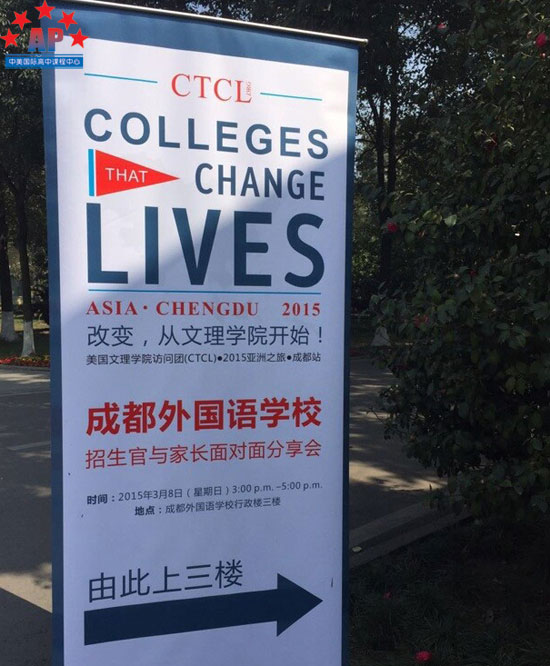 AP
中美国际高中课程中心
CTCL.ORG
COLLEGES
THAT CHANGE
LIVES
ASIA · CHENGDU 2015
改变，从文理学院开始！
美国文理学院访问团(CTCL)●2015亚洲之旅●成都站
成都外国语学校
招生官与家长面对面分享会
时间：2015年3月8日（星期日）3:00 p.m. –5:00 p.m.
地点：成都外国语学校行政楼三楼
由此上三楼